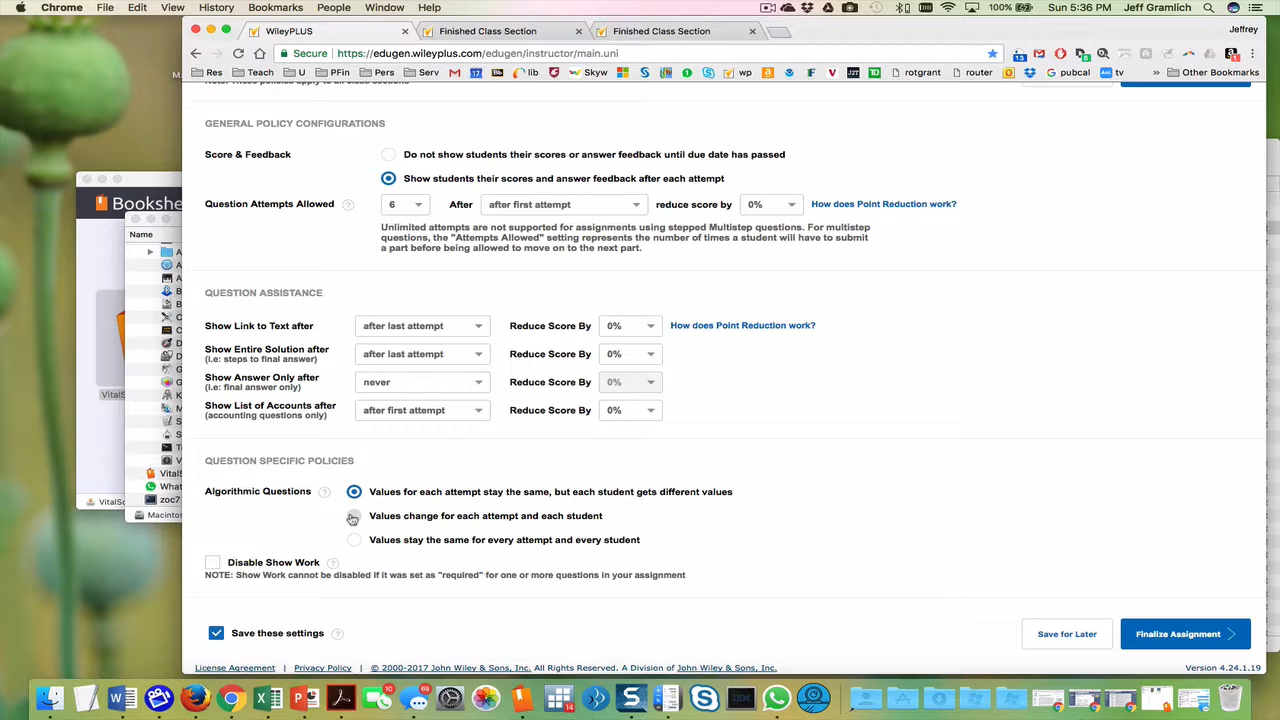 Chrome File Edit View History Bookmarks People Window Help 100% Sun 5:36 PM Jeff Gramlich
WileyPLUS Finished Class Section Finished Class Section Jeffrey
Secure https://edugen.wileyplus.com/edugen/instructor/main.uni
Res Teach U PFin Pers Serv lib Skyw wp rotgrant router pubcal tv » Other Bookmarks
GENERAL POLICY CONFIGURATIONS
Score & Feedback Do not show students their scores or answer feedback until due date has passed
Show students their scores and answer feedback after each attempt
Question Attempts Allowed ? 6 After after first attempt reduce score by 0% How does Point Reduction work?
Unlimited attempts are not supported for assignments using stepped Multistep questions. For multistep
questions, the "Attempts Allowed" setting represents the number of times a student will have to submit
a part before being allowed to move on to the next part.
Bookshe
Name
QUESTION ASSISTANCE
Show Link to Text after after last attempt Reduce Score By 0% How does Point Reduction work?
Show Entire Solution after after last attempt Reduce Score By 0%
(i.e: steps to final answer)
Show Answer Only after never Reduce Score By 0%
(i.e: final answer only)
Show List of Accounts after after first attempt Reduce Score By 0%
(accounting questions only)
QUESTION SPECIFIC POLICIES
Algorithmic Questions ? Values for each attempt stay the same, but each student gets different values
Values change for each attempt and each student
Values stay the same for every attempt and every student
Disable Show Work ?
NOTE: Show Work cannot be disabled if it was set as "required" for one or more questions in your assignment
VitalS
What
zoc7
Macintos
Save these settings ? Save for Later Finalize Assignment
License Agreement | Privacy Policy | © 2000-2017 John Wiley & Sons, Inc. All Rights Reserved. A Division of John Wiley & Sons, Inc. Version 4.24.1.19